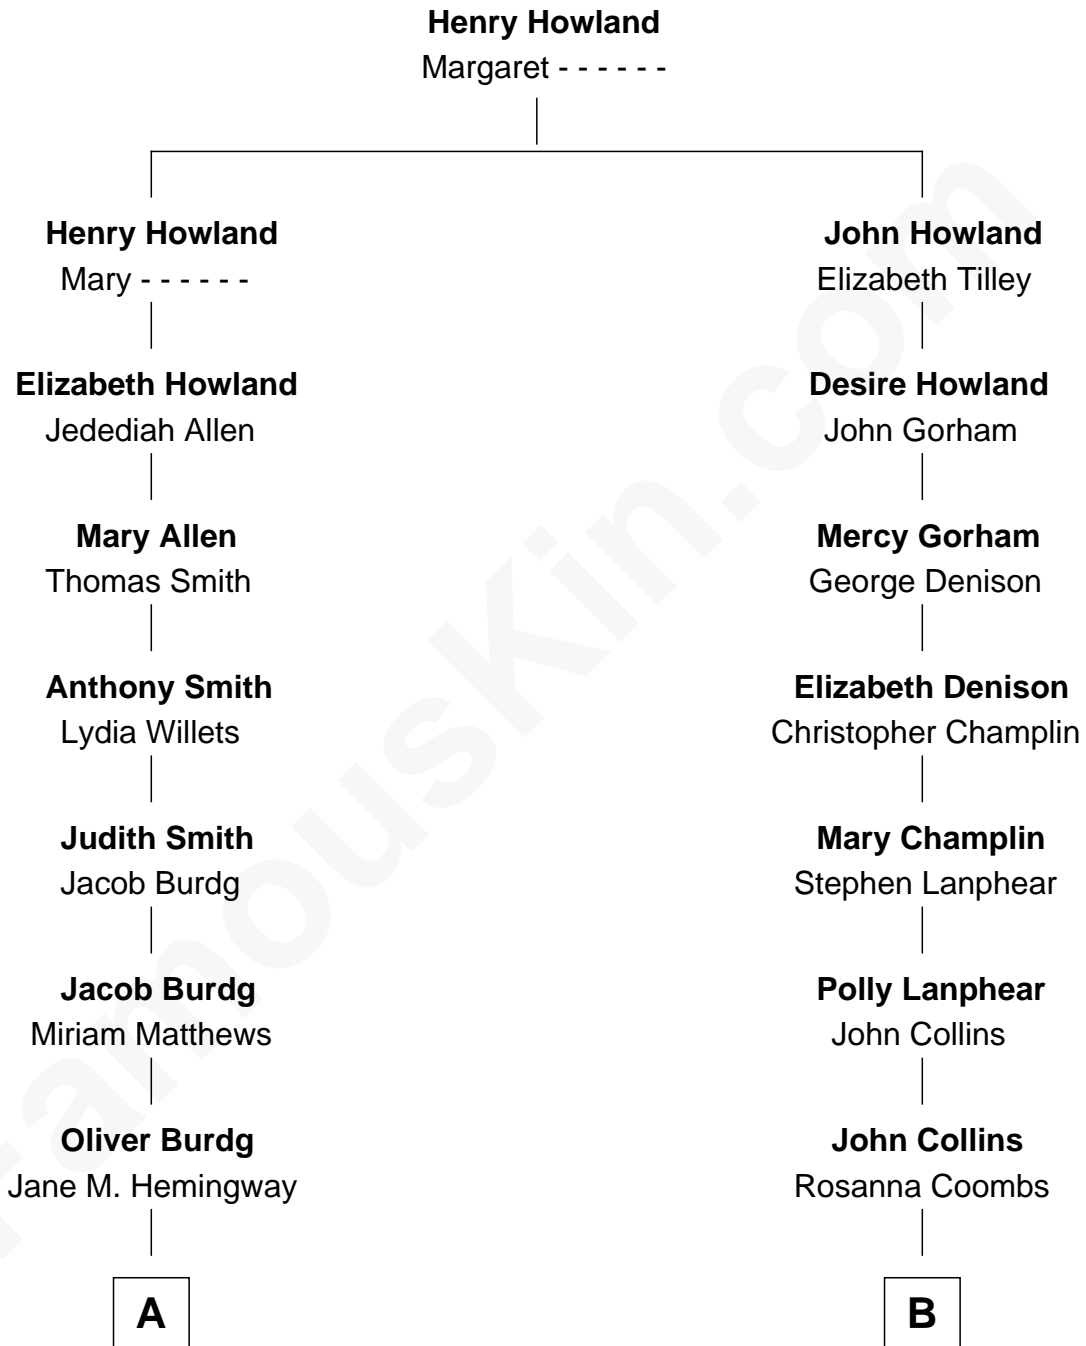 Henry Howland
Margaret - - - - - -
Henry Howland
Mary - - - - - -
John Howland
Elizabeth Tilley
Elizabeth Howland
Jedediah Allen
Desire Howland
John Gorham
Mary Allen
Thomas Smith
Mercy Gorham
George Denison
Anthony Smith
Lydia Willets
Elizabeth Denison
Christopher Champlin
Judith Smith
Jacob Burdg
Mary Champlin
Stephen Lanphear
Jacob Burdg
Miriam Matthews
Polly Lanphear
John Collins
Oliver Burdg
Jane M. Hemingway
John Collins
Rosanna Coombs
A
B
FamousKin.com